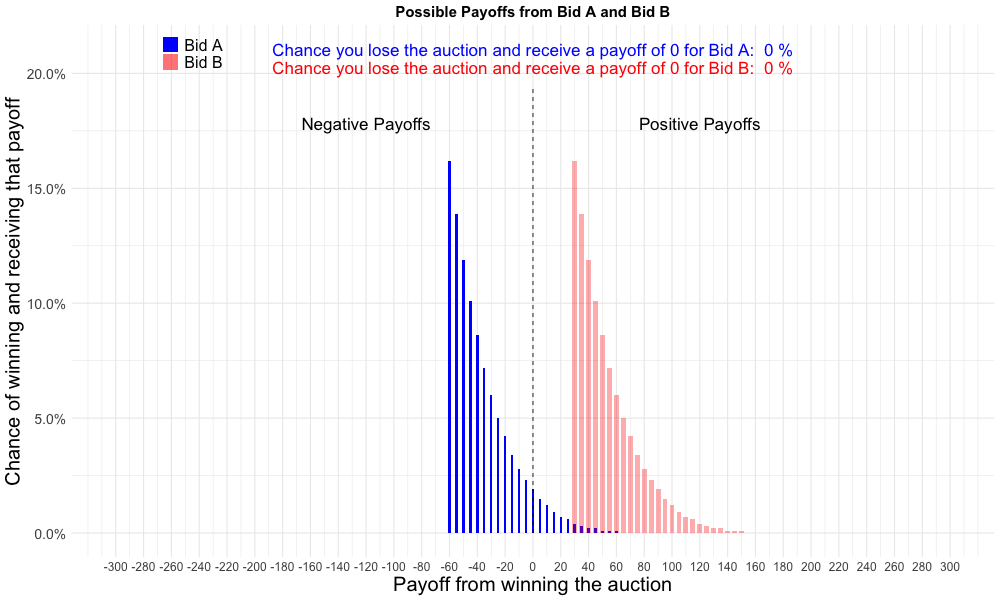 Possible Payoffs from Bid A and Bid B
Bid A
Bid B
Chance you lose the auction and receive a payoff of 0 for Bid A: 0 %
Chance you lose the auction and receive a payoff of 0 for Bid B: 0 %
Negative Payoffs
Positive Payoffs
Chance of winning and receiving that payoff
20.0%
15.0%
10.0%
5.0%
0.0%
-300 -280 -260 -240 -220 -200 -180 -160 -140 -120 -100 -80 -60 -40 -20 0 20 40 60 80 100 120 140 160 180 200 220 240 260 280 300
Payoff from winning the auction